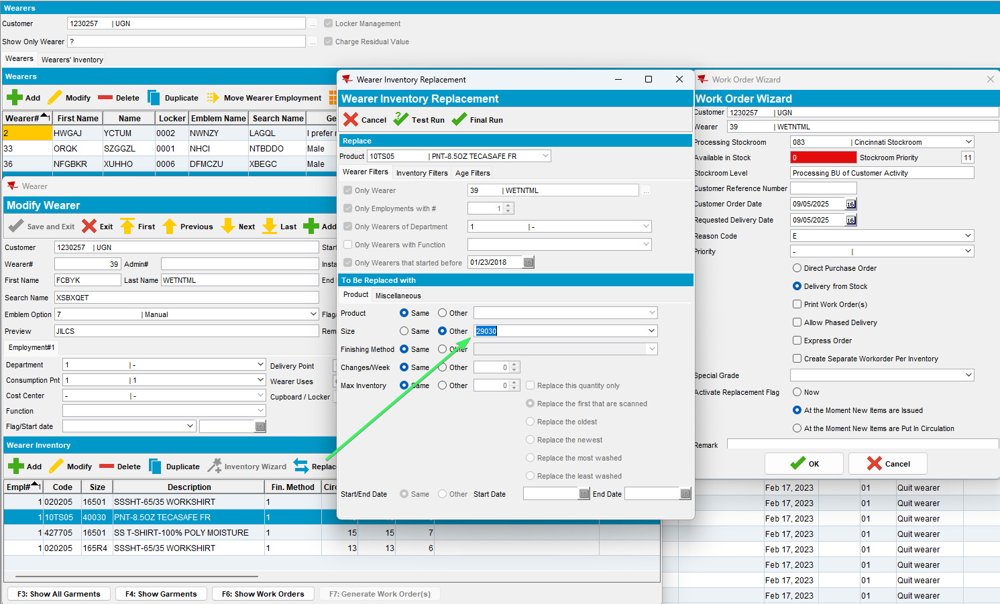 Wearers
Customer 1230257 | UGN ... Locker Management
Show Only Wearer ? ... Charge Residual Value
Wearers Wearers' Inventory
Wearers
Add Modify Delete Duplicate Move Wearer Employment
Wearer# 1 First Name Name Locker Emblem Name Search Name Ge
2 HWGAJ YCTUM 0002 NWNZY LAGQL I prefer r
33 ORQK SZGGZL 0001 NHCI NTBDDO Male
36 NFGBKR XUHHO 0006 DFMCZU XBEGC Male
Wearer
Modify Wearer
Save and Exit Exit First Previous Next Last Add
Customer 1230257 | UGN Start
Wearer# 39 Admin# Insta
First Name FCBYK Last Name WETNTML End
Search Name XSBXQET
Emblem Option 7 | Manual Flag/
Preview JILCS Rem
Employment#1
Department 1 | - Delivery Point
Consumption Pnt 1 | 1 Wearer Uses
Cost Center - | - Cupboard / Locker
Function
Flag/Start date 16
Wearer Inventory
Add Modify Delete Duplicate Inventory Wizard Replac
Empl# 1 Code Size Description Fin. Method Circ
1 020205 16501 SSSHT-65/35 WORKSHIRT 1
1 10TS05 40030 PNT-8.5OZ TECASAFE FR 1
1 427705 16501 SS T-SHIRT-100% POLY MOISTURE 1 15 15 7
1 020205 165R4 SSSHT-65/35 WORKSHIRT 1 13 13 6
F3: Show All Garments F4: Show Garments F6: Show Work Orders F7: Generate Work Order(s)
Wearer Inventory Replacement
Wearer Inventory Replacement
Cancel Test Run Final Run
Replace
Product 10TS05 | PNT-8.5OZ TECASAFE FR
Wearer Filters Inventory Filters Age Filters
Only Wearer 39 | WETNTML ...
Only Employments with # 1
Only Wearers of Department 1 | -
Only Wearers with Function
Only Wearers that started before 01/23/2018 16
To Be Replaced with
Product Miscellaneous
Product Same Other
Size Same Other 29030
Finishing Method Same Other
Changes/Week Same Other 0
Max Inventory Same Other 0 Replace this quantity only
Replace the first that are scanned
Replace the oldest
Replace the newest
Replace the most washed
Replace the least washed
Start/End Date Same Other Start Date 16 End Date 16
Work Order Wizard
Work Order Wizard
Customer 1230257 | UGN
Wearer 39 | WETNTML
Processing Stockroom 083 | Cincinnati Stockroom
Available in Stock 0 Stockroom Priority 11
Stockroom Level Processing BU of Customer Activity
Customer Reference Number
Customer Order Date 09/05/2025 16
Requested Delivery Date 09/05/2025 16
Reason Code E
Priority - |
Direct Purchase Order
Delivery from Stock
Print Work Order(s)
Allow Phased Delivery
Express Order
Create Separate Workorder Per Inventory
Special Grade
Activate Replacement Flag Now
At the Moment New Items are Issued
At the Moment New Items are Put In Circulation
Remark
OK Cancel
Feb 17, 2023 01 Quit wearer
Feb 17, 2023 01 Quit wearer
Feb 17, 2023 01 Quit wearer
Feb 17, 2023 01 Quit wearer
Feb 17, 2023 01 Quit wearer
Feb 17, 2023 01 Quit wearer
Feb 17, 2023 01 Quit wearer
Feb 17, 2023 01 Quit wearer